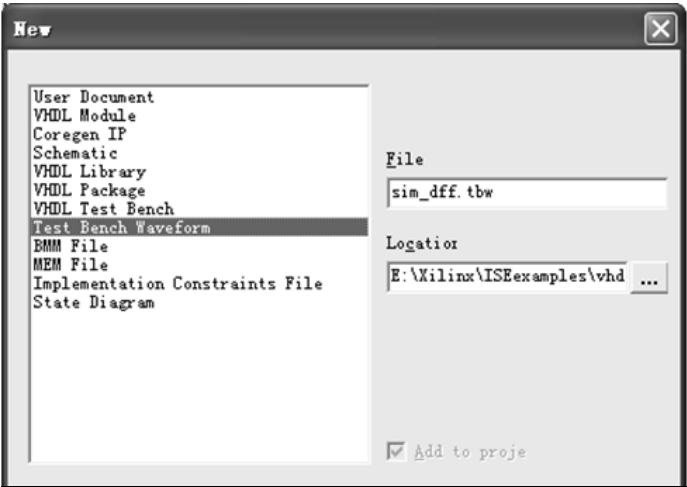 New
User Document
VHDL Module
Coregen IP
Schematic
VHDL Library
VHDL Package
VHDL Test Bench
Test Bench Waveform
BMM File
MEM File
Implementation Constraints File
State Diagram
File
sim_dff.tbw
Location
E:\Xilinx\ISEexamples\vhd
...
Add to proje